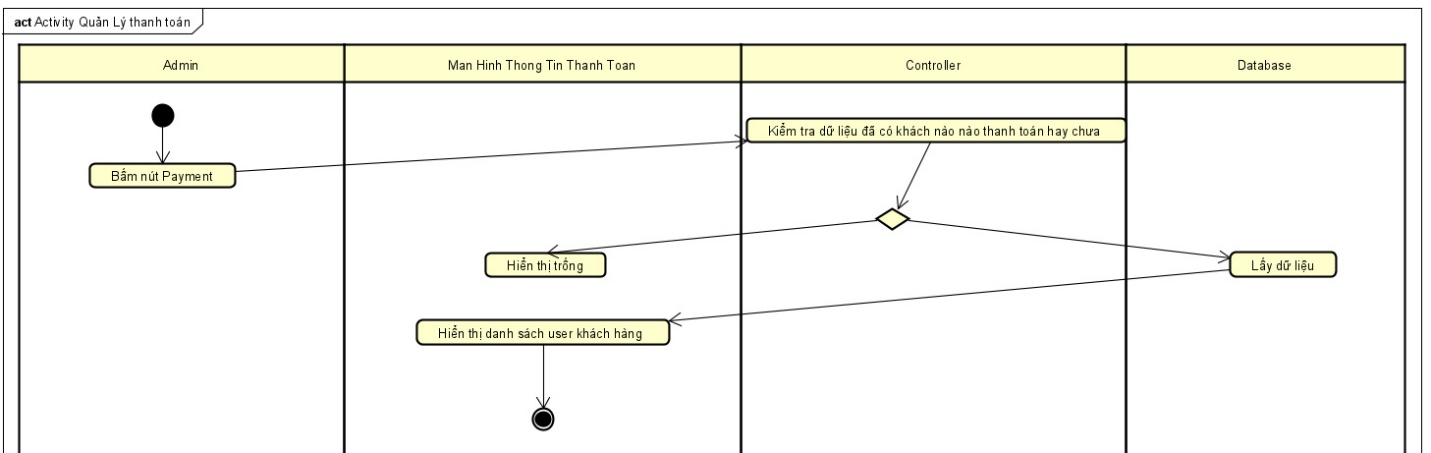 act Activity Quản Lý thanh toán
Admin
Man Hinh Thong Tin Thanh Toan
Controller
Database
Kiểm tra dữ liệu đã có khách nào nào thanh toán hay chưa
Bấm nút Payment
Hiển thị trống
Lấy dữ liệu
Hiển thị danh sách user khách hàng